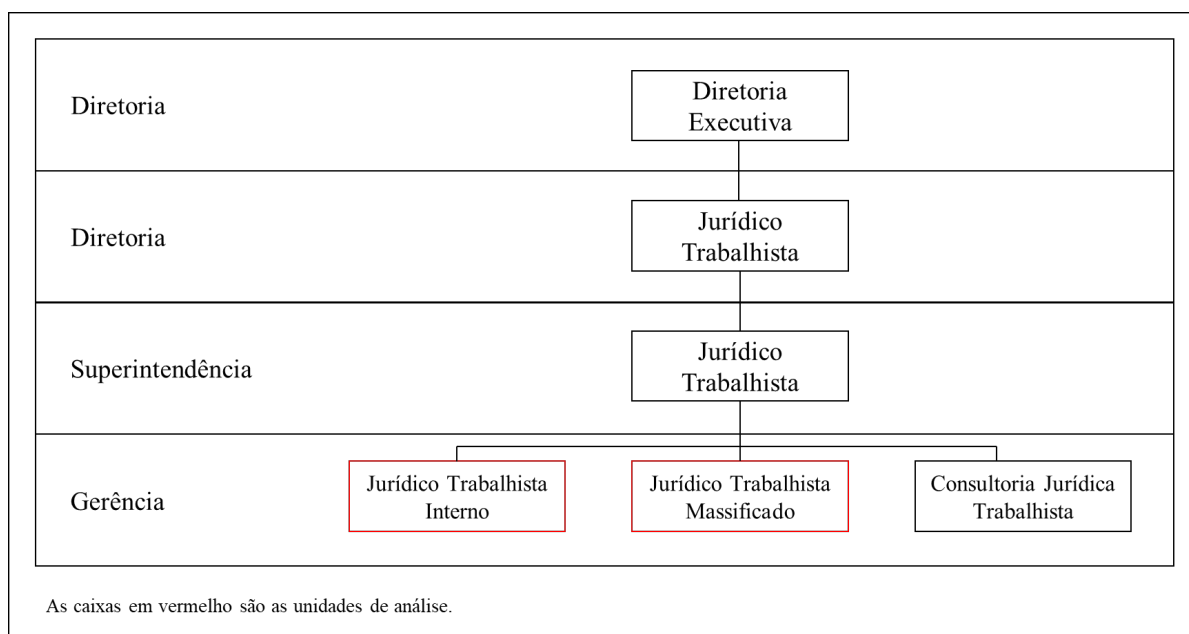 Diretoria
Diretoria
Executiva
Diretoria
Jurídico
Trabalhista
Superintendência
Jurídico
Trabalhista
Gerência
Jurídico Trabalhista
Interno
Jurídico Trabalhista
Massificado
Consultoria Jurídica
Trabalhista
As caixas em vermelho são as unidades de análise.